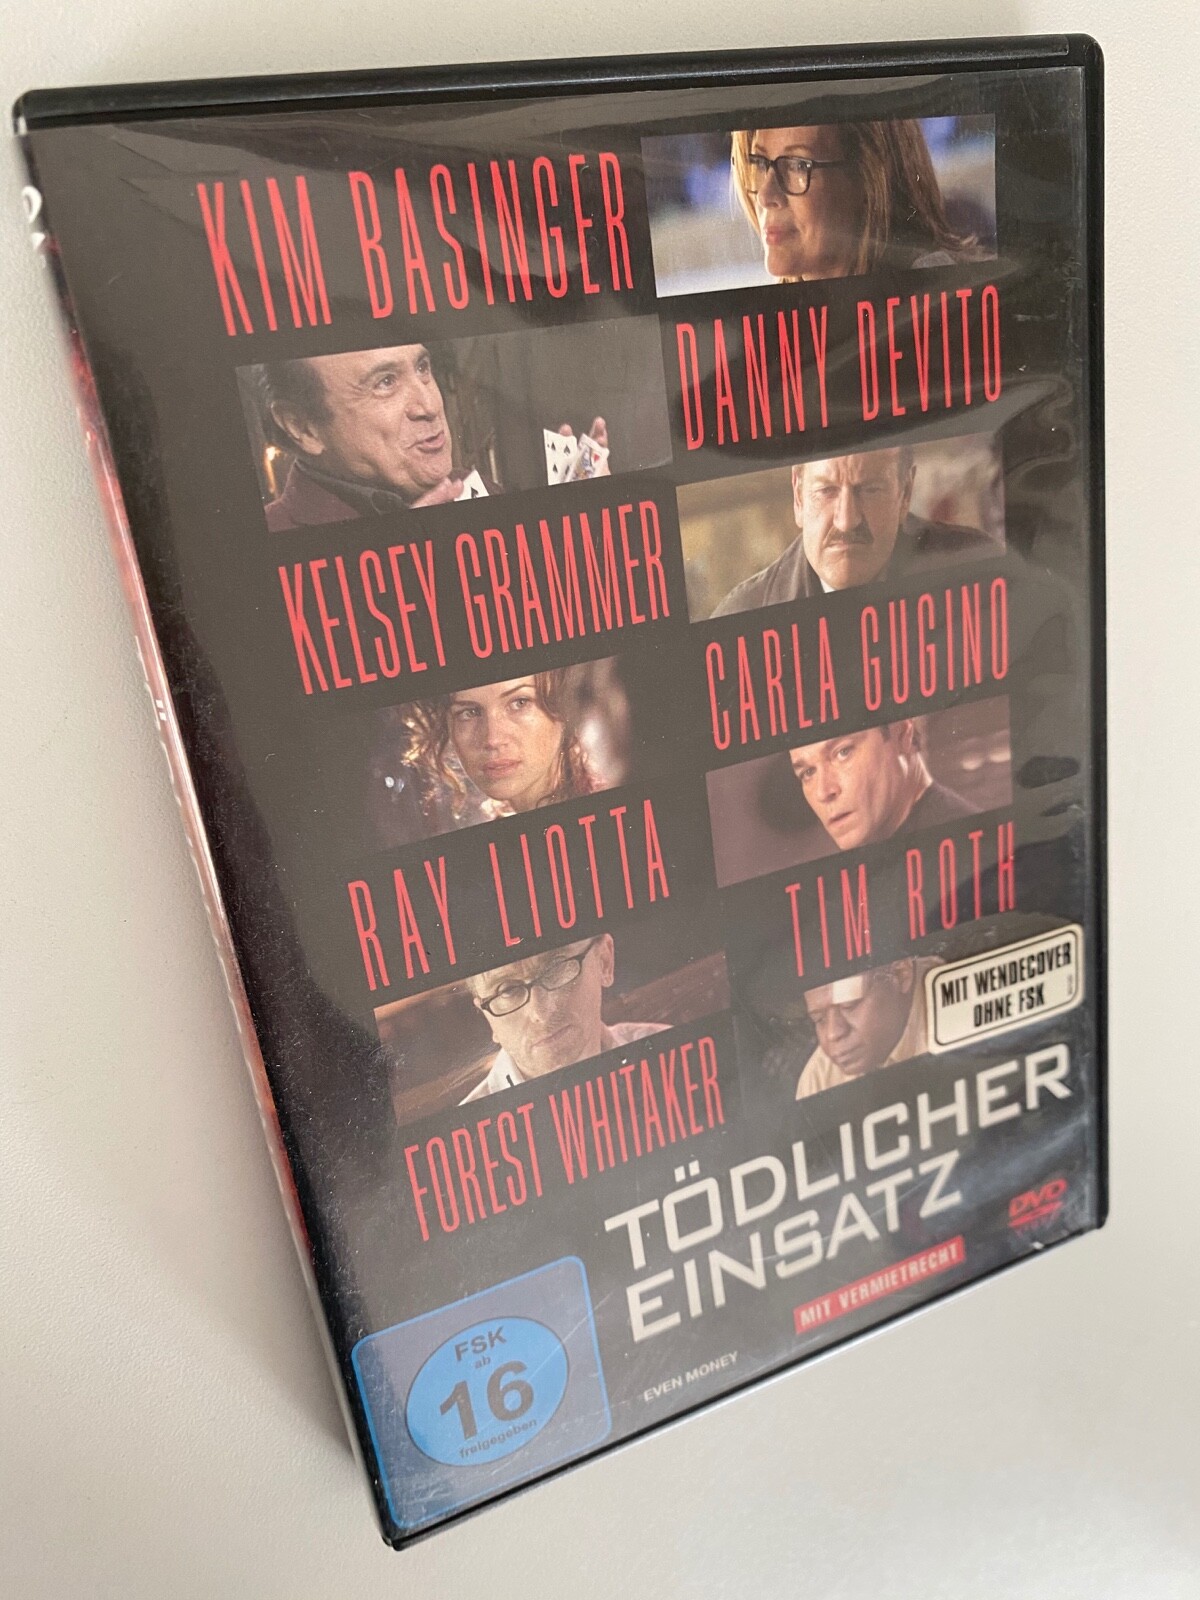 KIM BASINGER
DANNY DEVITO
KELSEY GRAMMER
CARLA GUGINO
RAY LIOTTA
TIM ROTH
MIT WENDECOVER
OHNE FSK
FOREST WHITAKER
TÖDLICHER
EINSATZ
DVD
MIT VERMIETRECHT
EVEN MONEY
FSK
ab
16
freigegeben